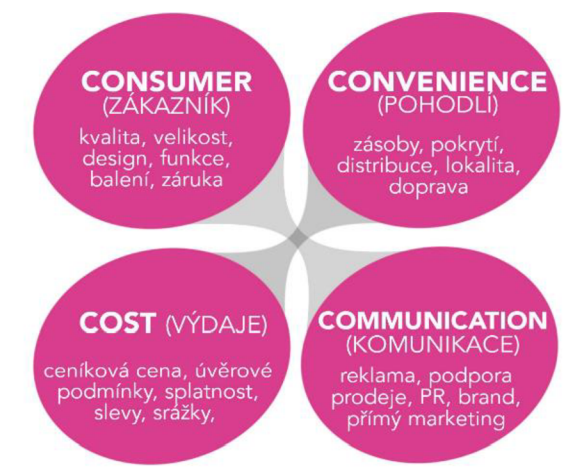 CONSUMER
(ZÁKAZNÍK)
kvalita, velikost,
design, funkce,
balení, záruka
CONVENIENCE
(POHODLÍ)
zásoby, pokrytí,
distribuce, lokalita,
doprava
COST (VÝDAJE)
ceníková cena, úvěrové
podmínky, splatnost,
slevy, srážky,
COMMUNICATION
(KOMUNIKACE)
reklama, podpora
prodeje, PR, brand,
přímý marketing